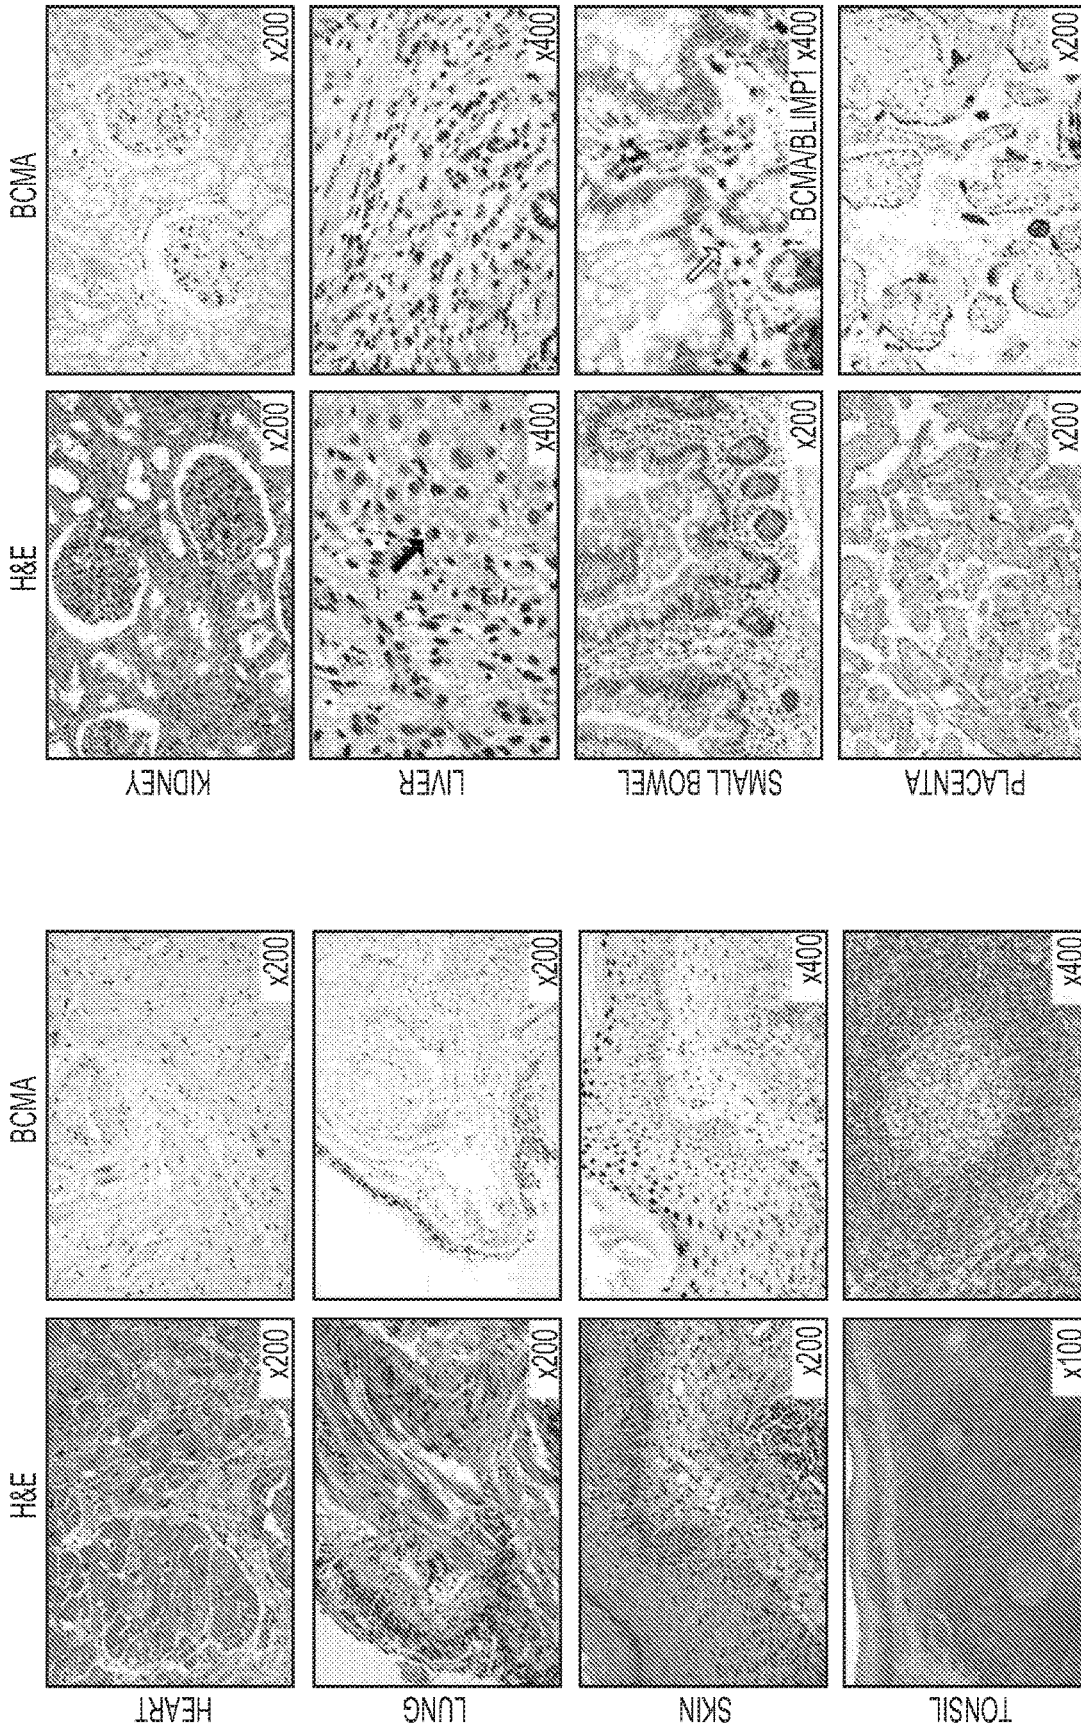 H&E
BCMA
HEART
x200
x200
LUNG
x200
x200
SKIN
x200
x400
TONSIL
x100
x400
H&E
BCMA
KIDNEY
x200
x200
LIVER
x400
x400
SMALL BOWEL
x200
BCMA/BLIMP1 x400
PLACENTA
x200
x200